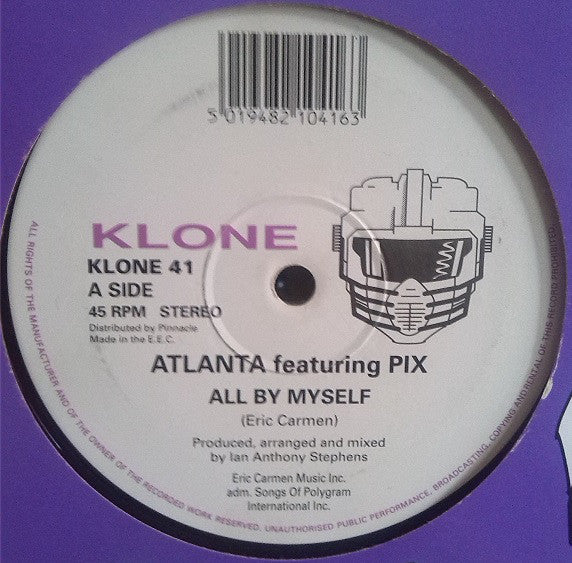 5 019482 104163
KLONE
KLONE 41
A SIDE
45 RPM STEREO
Distributed by Pinnacle
Made in the E.E.C.
ATLANTA featuring PIX
ALL BY MYSELF
(Eric Carmen)
Produced, arranged and mixed
by Ian Anthony Stephens
Eric Carmen Music Inc.
adm. Songs Of Polygram
International Inc.
ALL RIGHTS OF THE MANUFACTURER AND OF THE OWNER OF THE RECORDED WORK RESERVED. UNAUTHORISED PUBLIC PERFORMANCE, BROADCASTING, COPYING AND RENTAL OF THIS RECORD PROHIBITED.